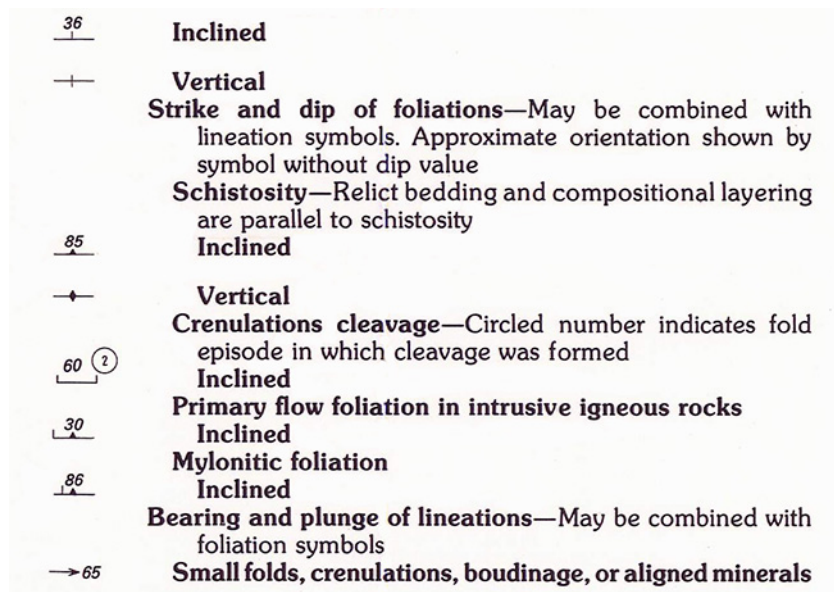 36 Inclined
Vertical
Strike and dip of foliations—May be combined with
lineation symbols. Approximate orientation shown by
symbol without dip value
Schistosity—Relict bedding and compositional layering
are parallel to schistosity
85 Inclined
Vertical
Crenulations cleavage—Circled number indicates fold
episode in which cleavage was formed
60 2 Inclined
Primary flow foliation in intrusive igneous rocks
30 Inclined
Mylonitic foliation
86 Inclined
Bearing and plunge of lineations—May be combined with
foliation symbols
65 Small folds, crenulations, boudinage, or aligned minerals